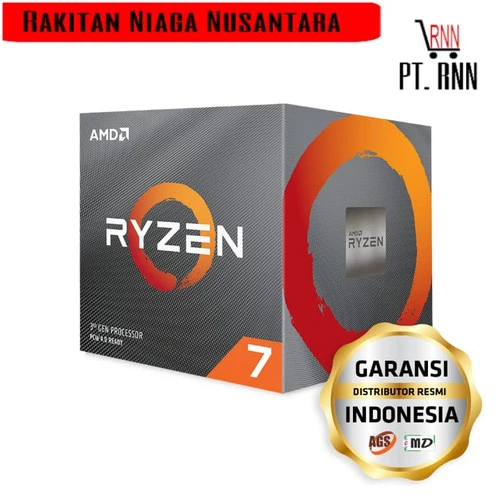 Rakitan Niaga Nusantara
RNN
PT. RNN
AMD
RYZEN
3rd GEN PROCESSOR
PCIe 4.0 READY
7
AMD
RYZEN
GARANSI
DISTRIBUTOR RESMI
INDONESIA
AGS
MD